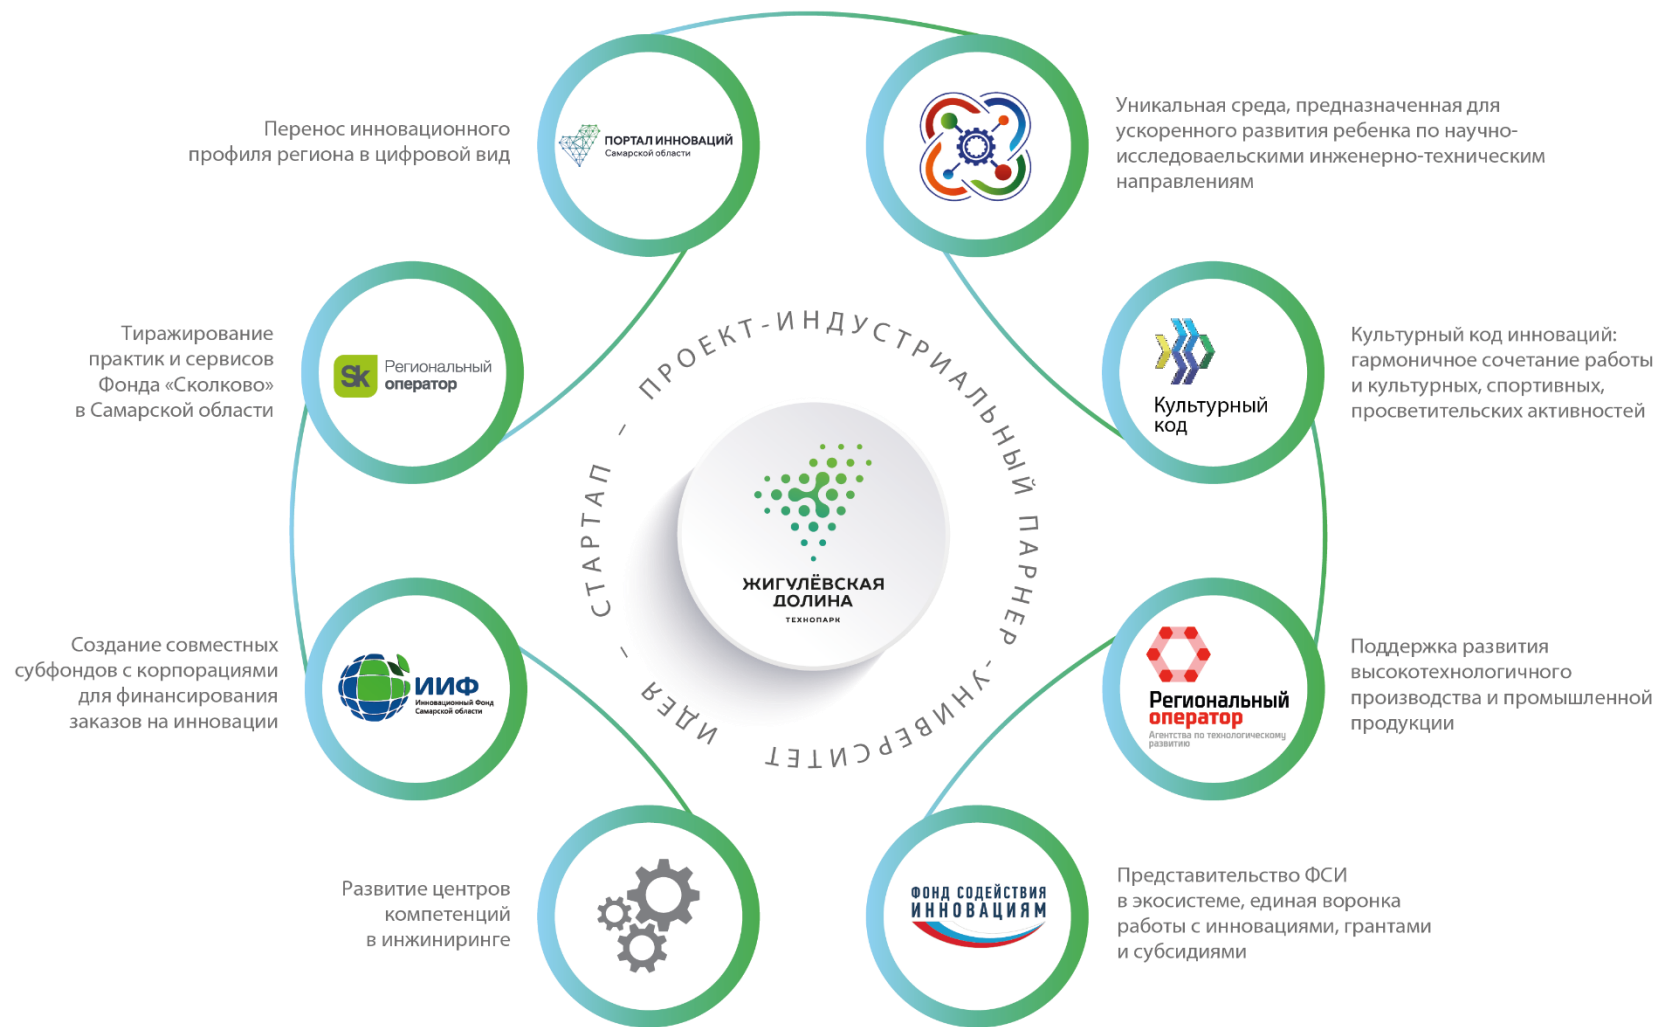 Перенос инновационного
профиля региона в цифровой вид
ПОРТАЛ ИННОВАЦИЙ
Самарской области
Уникальная среда, предназначенная для
ускоренного развития ребенка по научно-
исследоваельскими инженерно-техническим
направлениям
Тиражирование
практик и сервисов
Фонда «Сколково»
в Самарской области
Sk
Региональный
оператор
Культурный
код
Культурный код инноваций:
гармоничное сочетание работы
и культурных, спортивных,
просветительских активностей
ИДЕЯ – СТАРТАП – ПРОЕКТ-ИНДУСТРИАЛЬНЫЙ ПАРНЕР-УНИВЕРСИТЕТ
ЖИГУЛЁВСКАЯ
ДОЛИНА
ТЕХНОПАРК
Создание совместных
субфондов с корпорациями
для финансирования
заказов на инновации
ИИФ
Инновационный Фонд
Самарской области
Региональный
оператор
Агентства по технологическому
развитию
Поддержка развития
высокотехнологичного
производства и промышленной
продукции
Развитие центров
компетенций
в инжиниринге
ФОНД СОДЕЙСТВИЯ
ИННОВАЦИЯМ
Представительство ФСИ
в экосистеме, единая воронка
работы с инновациями, грантами
и субсидиями